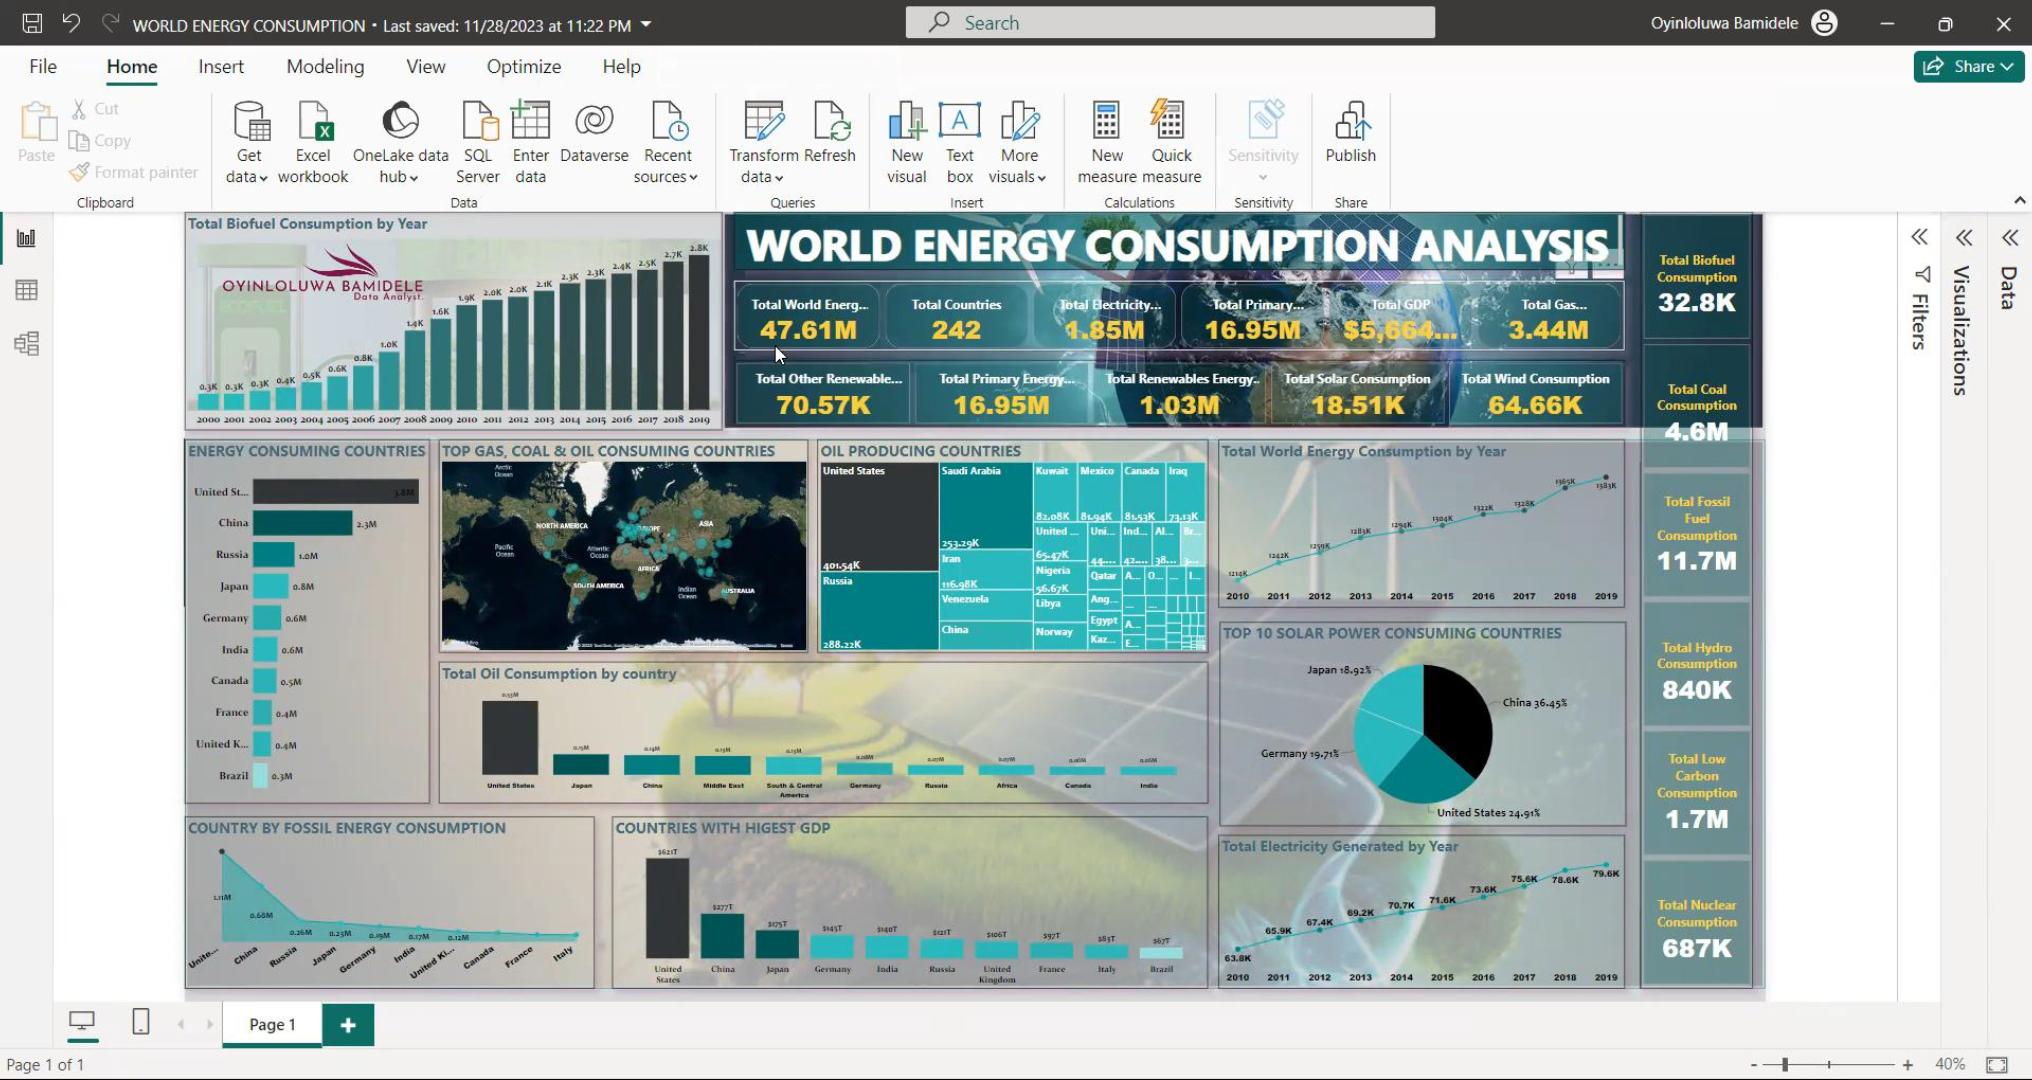 WORLD ENERGY CONSUMPTION • Last saved: 11/28/2023 at 11:22 PM
Search
Oyinloluwa Bamidele
File Home Insert Modeling View Optimize Help
Share
Paste
Cut
Copy
Format painter
Clipboard
Get data
Excel workbook
OneLake data hub
SQL Server
Enter data
Dataverse
Recent sources
Data
Transform data
Refresh
Queries
New visual
Text box
More visuals
Insert
New measure
Quick measure
Calculations
Sensitivity
Sensitivity
Publish
Share
Total Biofuel Consumption by Year
OYINLOLUWA BAMIDELE
Data Analyst.
ECOFUEL
0.3K 0.3K 0.3K 0.4K 0.5K 0.6K 0.8K 1.0K 1.4K 1.6K 1.9K 2.0K 2.0K 2.1K 2.3K 2.3K 2.4K 2.5K 2.7K 2.8K
2000 2001 2002 2003 2004 2005 2006 2007 2008 2009 2010 2011 2012 2013 2014 2015 2016 2017 2018 2019
WORLD ENERGY CONSUMPTION ANALYSIS
Total World Energ...
47.61M
Total Countries
242
Total Electricity...
1.85M
Total Primary...
16.95M
Total GDP
$5,664...
Total Gas...
3.44M
Total Other Renewable...
70.57K
Total Primary Energy...
16.95M
Total Renewables Energy..
1.03M
Total Solar Consumption
18.51K
Total Wind Consumption
64.66K
Total Biofuel
Consumption
32.8K
Total Coal
Consumption
4.6M
Total Fossil
Fuel
Consumption
11.7M
Total Hydro
Consumption
840K
Total Low
Carbon
Consumption
1.7M
Total Nuclear
Consumption
687K
Filters
Visualizations
Data
ENERGY CONSUMING COUNTRIES
United St... 3.8M
China 2.3M
Russia 1.0M
Japan 0.8M
Germany 0.6M
India 0.6M
Canada 0.5M
France 0.4M
United K... 0.4M
Brazil 0.3M
TOP GAS, COAL & OIL CONSUMING COUNTRIES
Arctic Ocean
NORTH AMERICA
EUROPE
ASIA
Pacific Ocean
Atlantic Ocean
AFRICA
SOUTH AMERICA
Indian Ocean
AUSTRALIA
OIL PRODUCING COUNTRIES
United States
401.54K
Russia
288.22K
Saudi Arabia
253.29K
Iran
116.98K
Venezuela
China
Kuwait
82.08K
Mexico
81.94K
Canada
81.53K
Iraq
73.13K
United ...
65.47K
Uni...
44....
Ind...
42....
Al...
38...
Br...
Nigeria
56.67K
Libya
Norway
Qatar
A...
O...
...
I...
Ang...
Egypt
Kaz...
...
A...
E...
Total World Energy Consumption by Year
1214K 1242K 1259K 1283K 1294K 1304K 1322K 1328K 1365K 1383K
2010 2011 2012 2013 2014 2015 2016 2017 2018 2019
Total Oil Consumption by country
United States Japan China Middle East South & Central America Germany Russia Africa Canada India
TOP 10 SOLAR POWER CONSUMING COUNTRIES
Japan 18.92%
China 36.45%
Germany 19.71%
United States 24.91%
COUNTRY BY FOSSIL ENERGY CONSUMPTION
1.11M 0.68M 0.26M 0.23M 0.19M 0.17M 0.12M
Unite... China Russia Japan Germany India United Ki... Canada France Italy
COUNTRIES WITH HIGEST GDP
$621T $277T $175T $145T $140T $121T $106T $97T $83T $67T
United States China Japan Germany India Russia United Kingdom France Italy Brazil
Total Electricity Generated by Year
63.8K 65.9K 67.4K 69.2K 70.7K 71.6K 73.6K 75.6K 78.6K 79.6K
2010 2011 2012 2013 2014 2015 2016 2017 2018 2019
Page 1
Page 1 of 1
40%